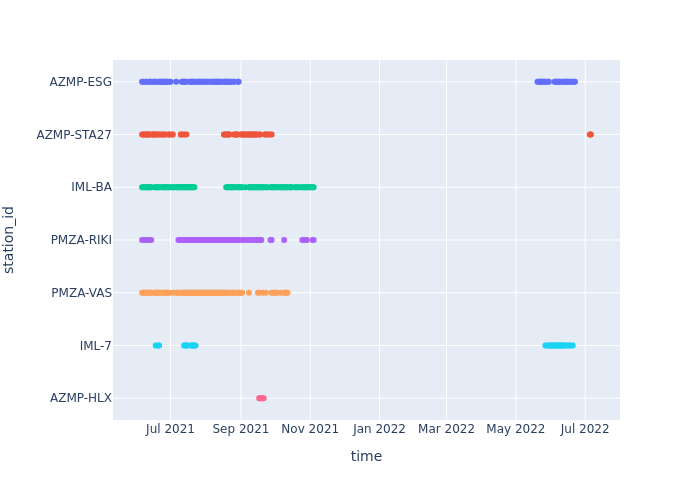 AZMP-ESG
AZMP-STA27
IML-BA
PMZA-RIKI
PMZA-VAS
IML-7
AZMP-HLX
station_id
Jul 2021 Sep 2021 Nov 2021 Jan 2022 Mar 2022 May 2022 Jul 2022
time